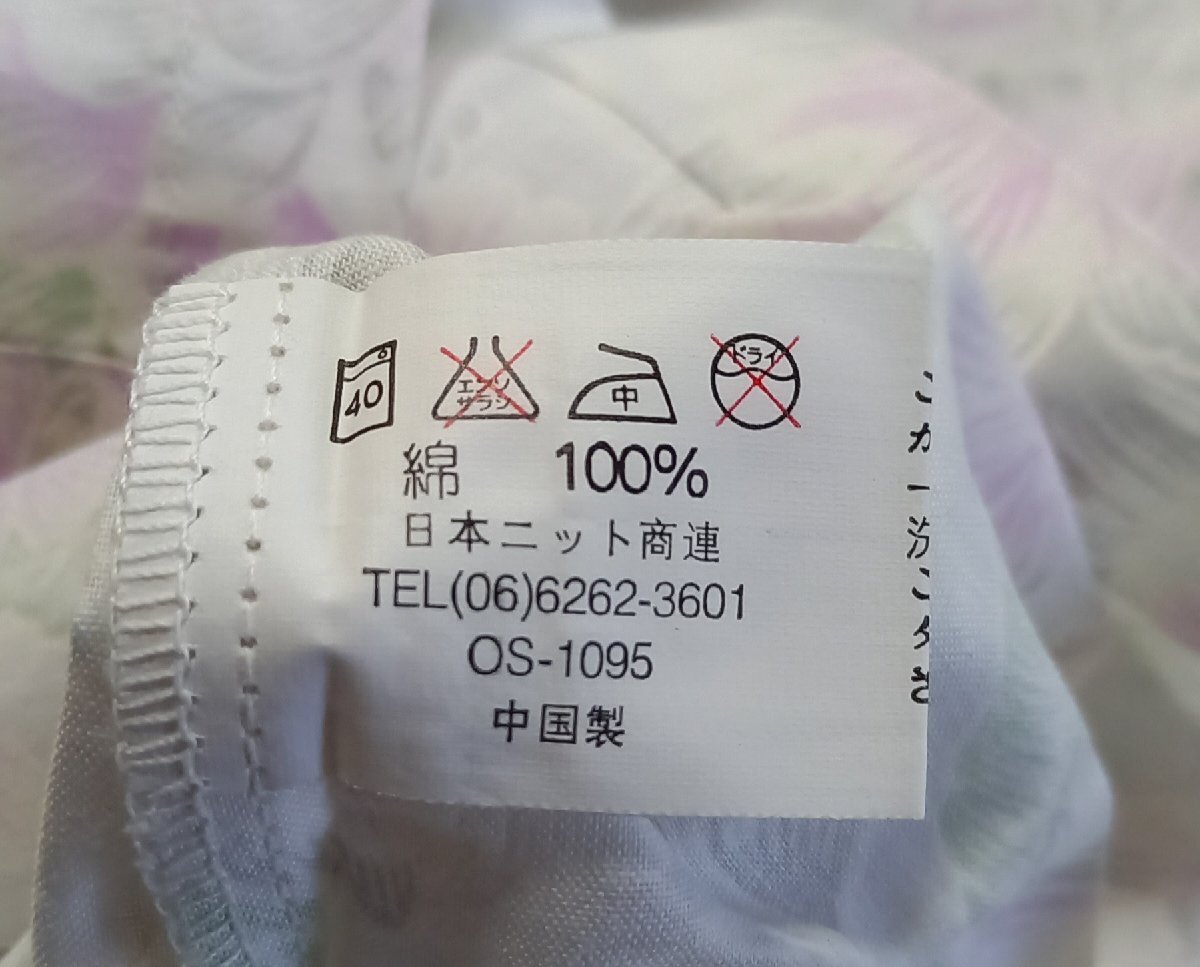 40
エンソ
サラシ
中
ドライ
綿 100%
日本ニット商連
TEL(06)6262-3601
OS-1095
中国製